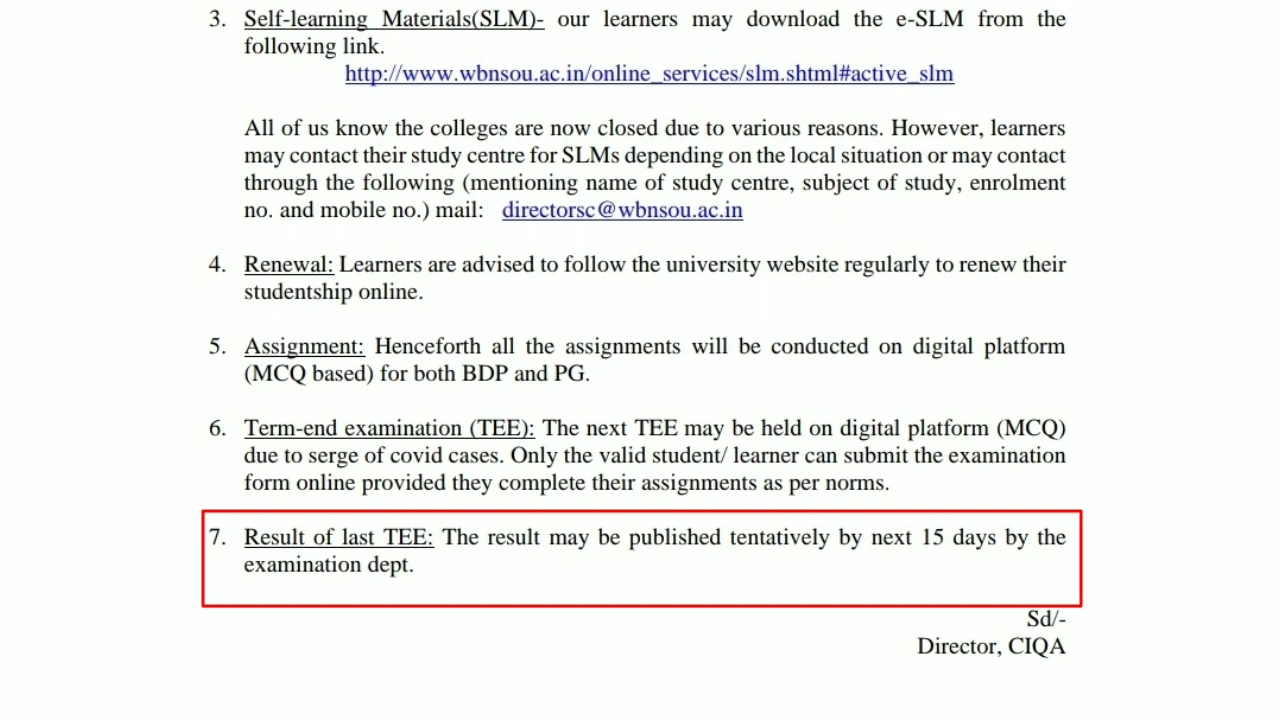 3. Self-learning Materials(SLM)- our learners may download the e-SLM from the
following link.
http://www.wbnsou.ac.in/online_services/slm.shtml#active_slm
All of us know the colleges are now closed due to various reasons. However, learners
may contact their study centre for SLMs depending on the local situation or may contact
through the following (mentioning name of study centre, subject of study, enrolment
no. and mobile no.) mail: directorsc@wbnsou.ac.in
4. Renewal: Learners are advised to follow the university website regularly to renew their
studentship online.
5. Assignment: Henceforth all the assignments will be conducted on digital platform
(MCQ based) for both BDP and PG.
6. Term-end examination (TEE): The next TEE may be held on digital platform (MCQ)
due to serge of covid cases. Only the valid student/ learner can submit the examination
form online provided they complete their assignments as per norms.
7. Result of last TEE: The result may be published tentatively by next 15 days by the
examination dept.
Sd/-
Director, CIQA